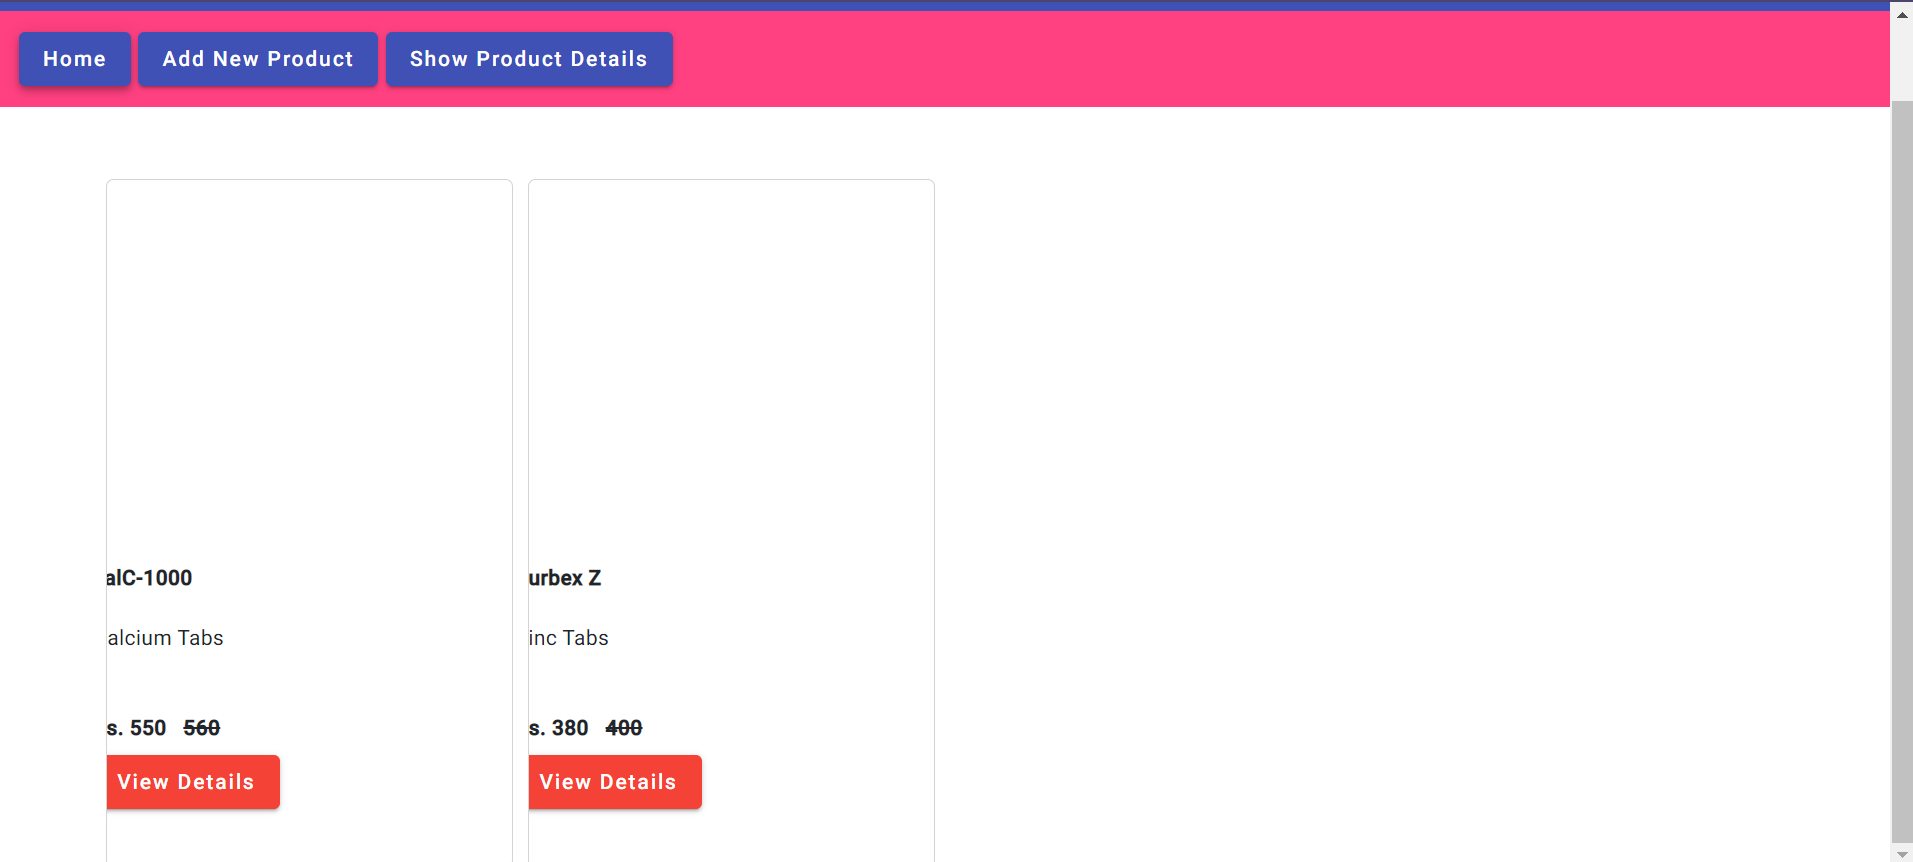 Home Add New Product Show Product Details
alC-1000 urbex Z
alcium Tabs inc Tabs
s. 550 560 s. 380 400
View Details View Details